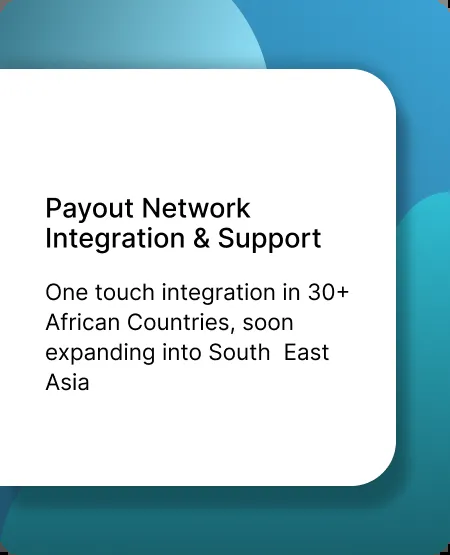 Payout Network
Integration & Support
One touch integration in 30+
African Countries, soon
expanding into South  East
Asia